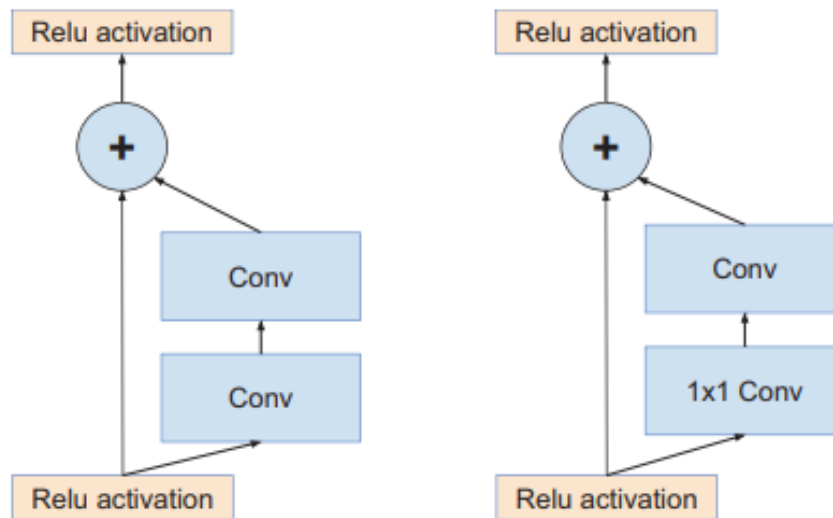 Relu activation
+
Conv
Conv
Relu activation
Relu activation
+
Conv
1x1 Conv
Relu activation